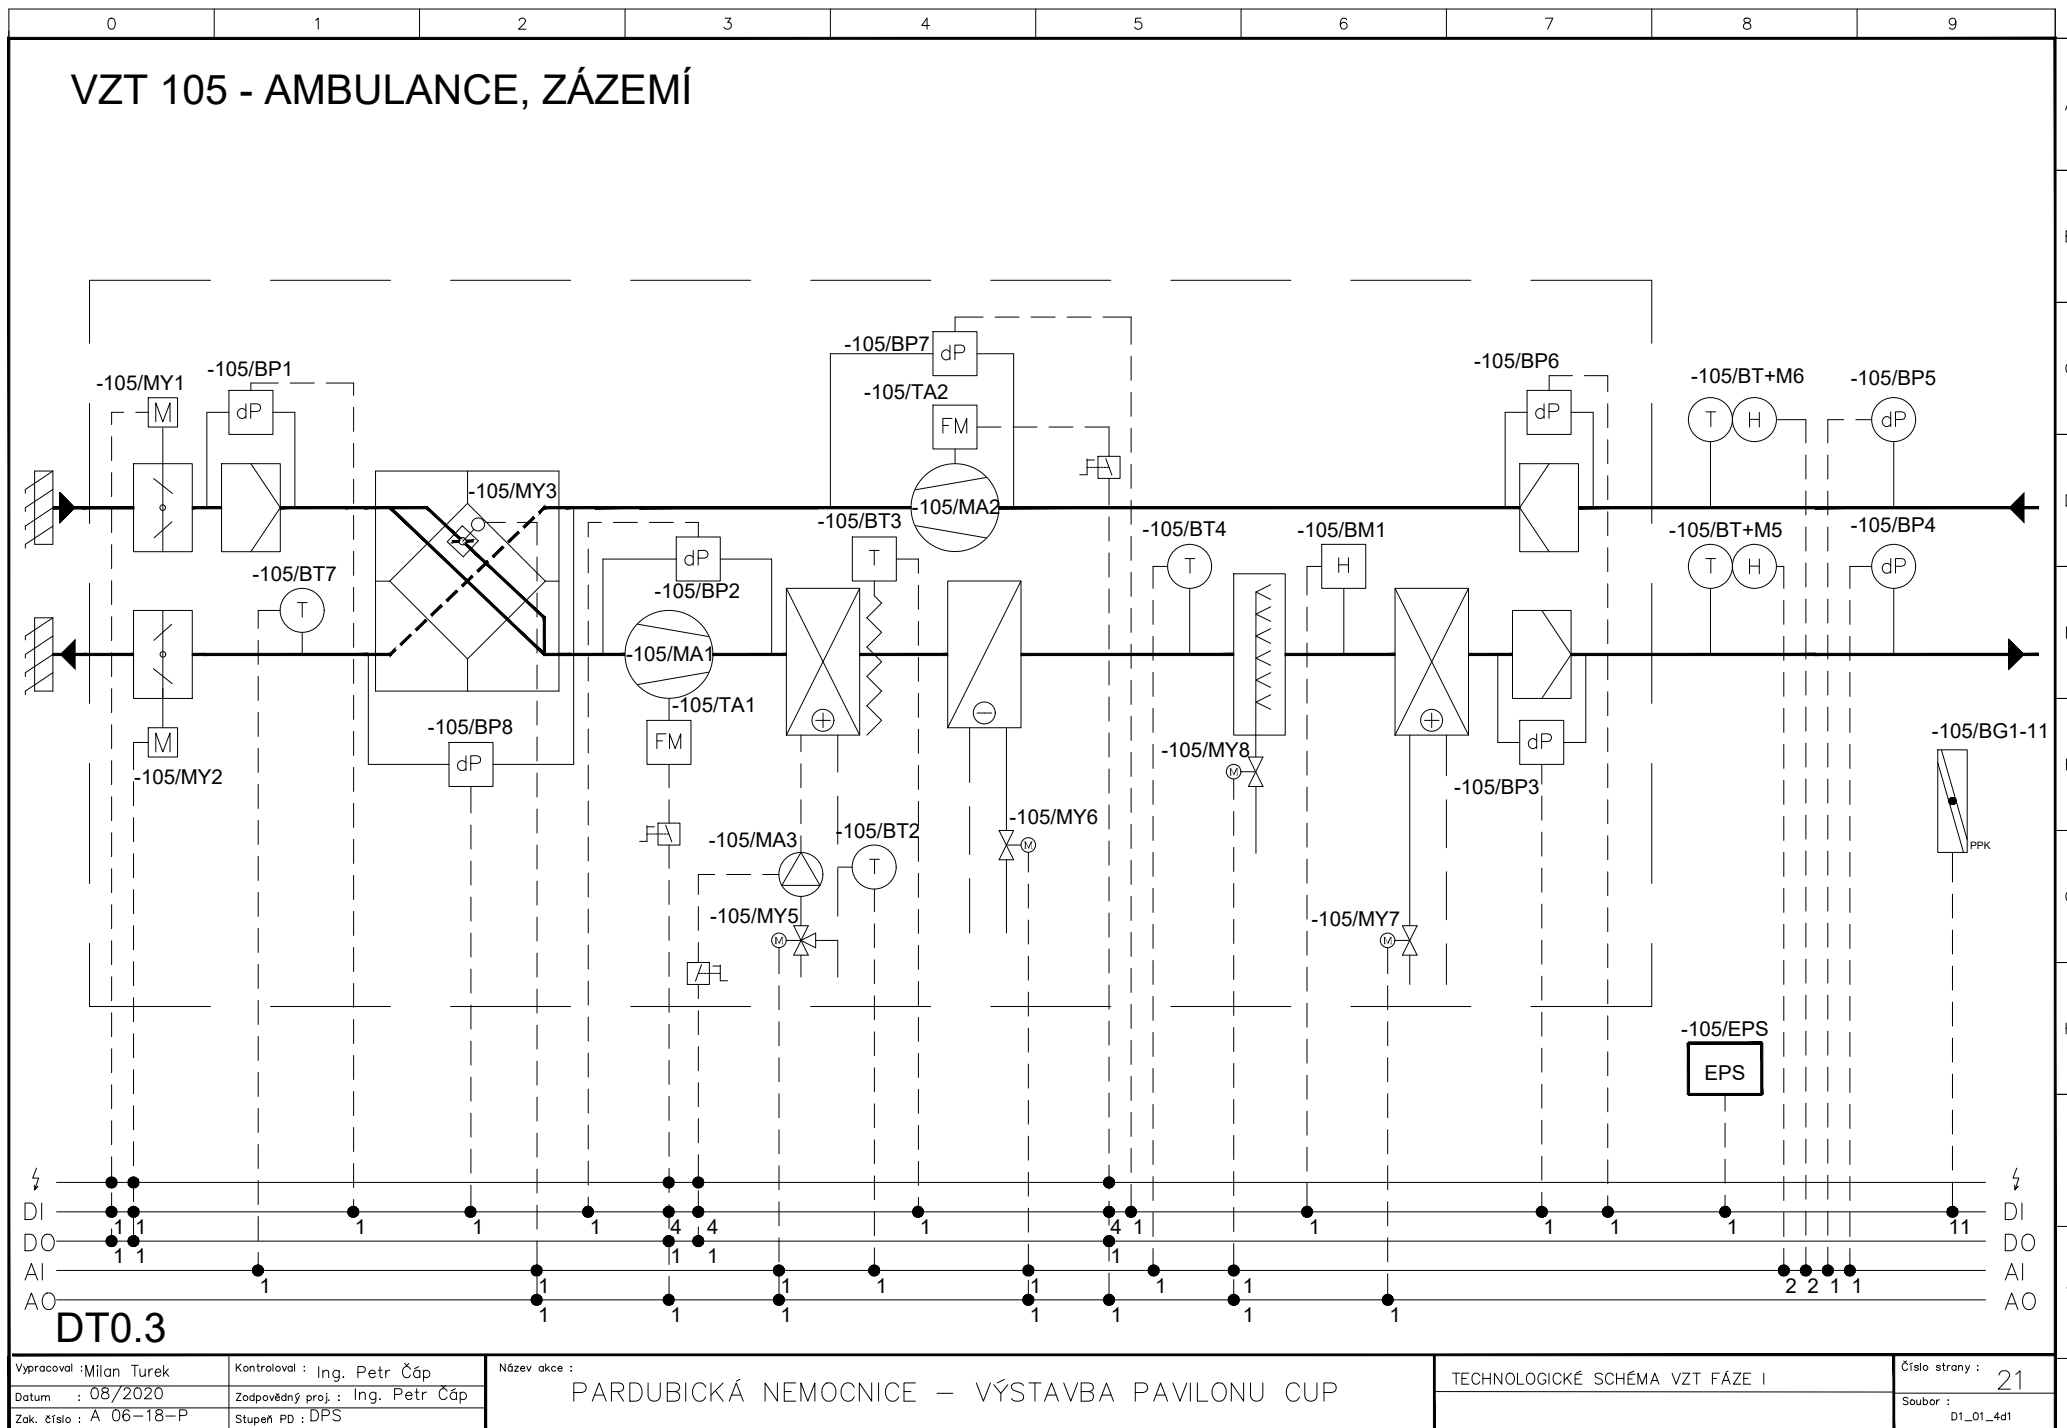 0 1 2 3 4 5 6 7 8 9
VZT 105 - AMBULANCE, ZÁZEMÍ
-105/BP7 dP
-105/BP6
-105/BP1
-105/MY1
-105/BT+M6
-105/BP5
-105/TA2
M
dP
FM
dP
T H
dP
-105/MY3
-105/MA2
-105/BT3
-105/BT4
-105/BM1
-105/BT+M5
-105/BP4
dP
T
T
H
T H
dP
-105/BT7
-105/BP2
T
-105/MA1
-105/TA1
-105/BP8
FM
dP
M
-105/MY2
-105/MY8
M
dP
-105/BP3
-105/BG1-11
PPK
-105/MY6
M
-105/MA3
-105/BT2
T
-105/MY5
M
-105/MY7
M
-105/EPS
EPS
DI 1 1 1 1 1 4 4 1 4 1 1 1 1 1 11 DI
DO 1 1 1 1 1 DO
AI 1 1 1 1 1 1 1 2 2 1 1 AI
AO 1 1 1 1 1 1 1 AO
DT0.3
Vypracoval : Milan Turek
Kontroloval : Ing. Petr Čáp
Název akce :
PARDUBICKÁ NEMOCNICE – VÝSTAVBA PAVILONU CUP
TECHNOLOGICKÉ SCHÉMA VZT FÁZE I
Číslo strany : 21
Datum : 08/2020
Zodpovědný proj. : Ing. Petr Čáp
Zak. číslo : A 06-18-P
Stupeň PD : DPS
Soubor :
D1_01_4d1